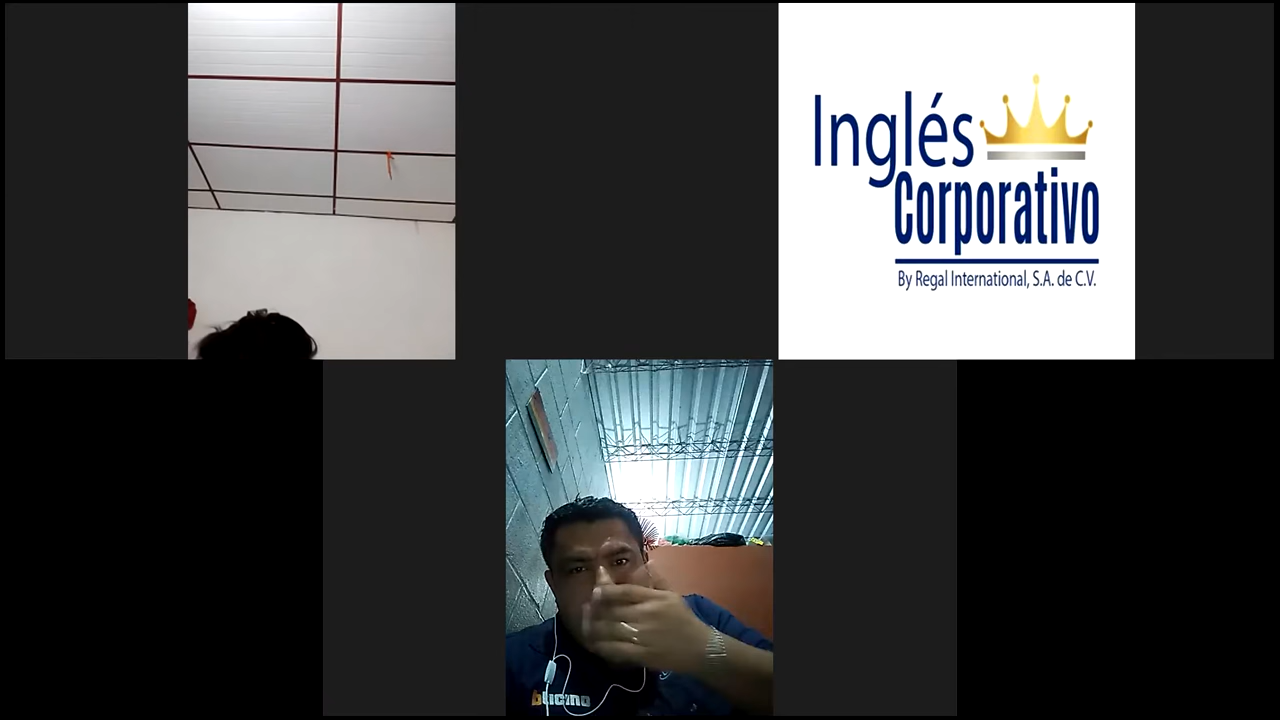 Inglés
Corporativo
By Regal International, S.A. de C.V.